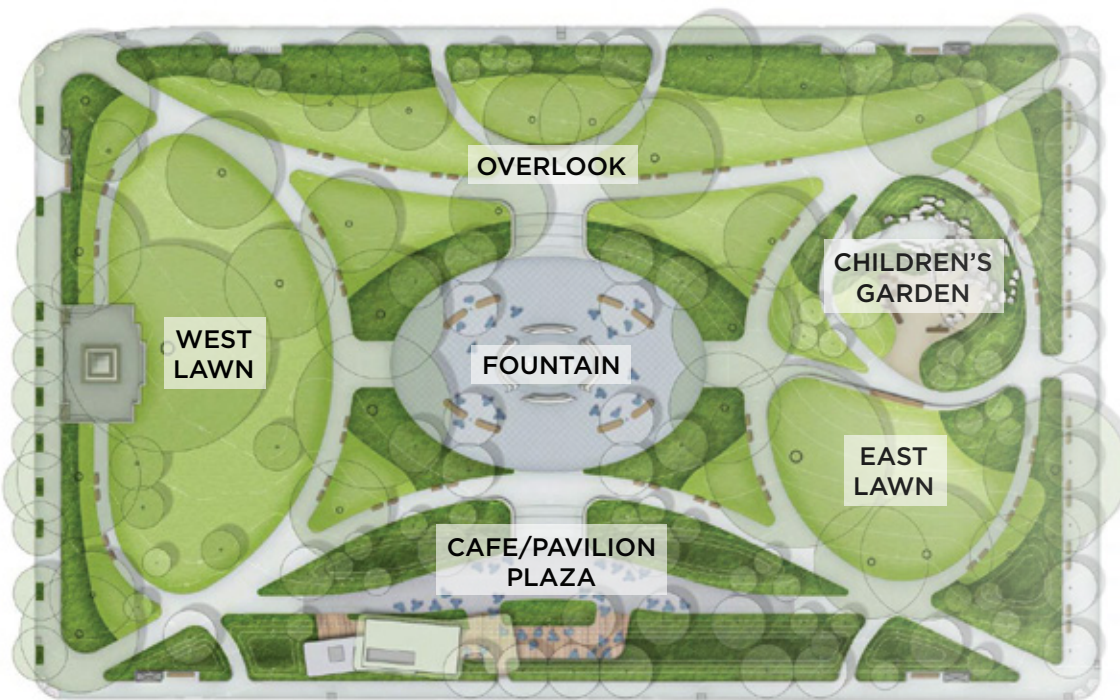 OVERLOOK
CHILDREN'S
GARDEN
WEST
LAWN
FOUNTAIN
EAST
LAWN
CAFE/PAVILION
PLAZA